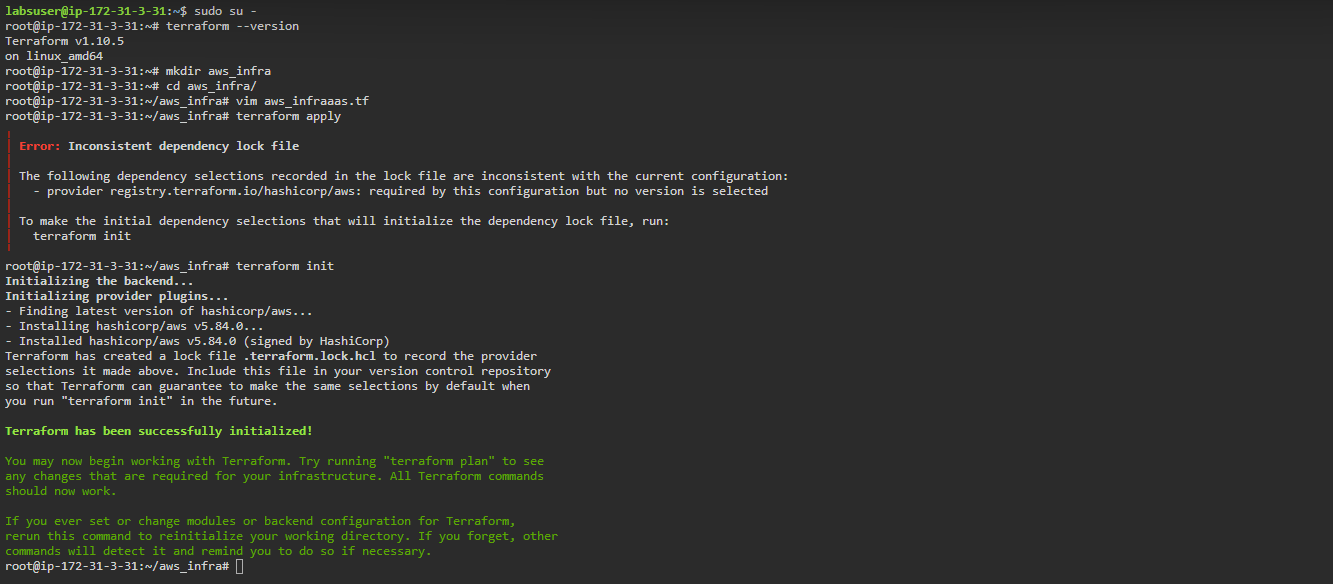 labsuser@ip-172-31-3-31:~$ sudo su -
root@ip-172-31-3-31:~# terraform --version
Terraform v1.10.5
on linux_amd64
root@ip-172-31-3-31:~# mkdir aws_infra
root@ip-172-31-3-31:~# cd aws_infra/
root@ip-172-31-3-31:~/aws_infra# vim aws_infraaas.tf
root@ip-172-31-3-31:~/aws_infra# terraform apply
Error: Inconsistent dependency lock file
The following dependency selections recorded in the lock file are inconsistent with the current configuration:
- provider registry.terraform.io/hashicorp/aws: required by this configuration but no version is selected
To make the initial dependency selections that will initialize the dependency lock file, run:
terraform init
root@ip-172-31-3-31:~/aws_infra# terraform init
Initializing the backend...
Initializing provider plugins...
- Finding latest version of hashicorp/aws...
- Installing hashicorp/aws v5.84.0...
- Installed hashicorp/aws v5.84.0 (signed by HashiCorp)
Terraform has created a lock file .terraform.lock.hcl to record the provider
selections it made above. Include this file in your version control repository
so that Terraform can guarantee to make the same selections by default when
you run "terraform init" in the future.
Terraform has been successfully initialized!
You may now begin working with Terraform. Try running "terraform plan" to see
any changes that are required for your infrastructure. All Terraform commands
should now work.
If you ever set or change modules or backend configuration for Terraform,
rerun this command to reinitialize your working directory. If you forget, other
commands will detect it and remind you to do so if necessary.
root@ip-172-31-3-31:~/aws_infra#